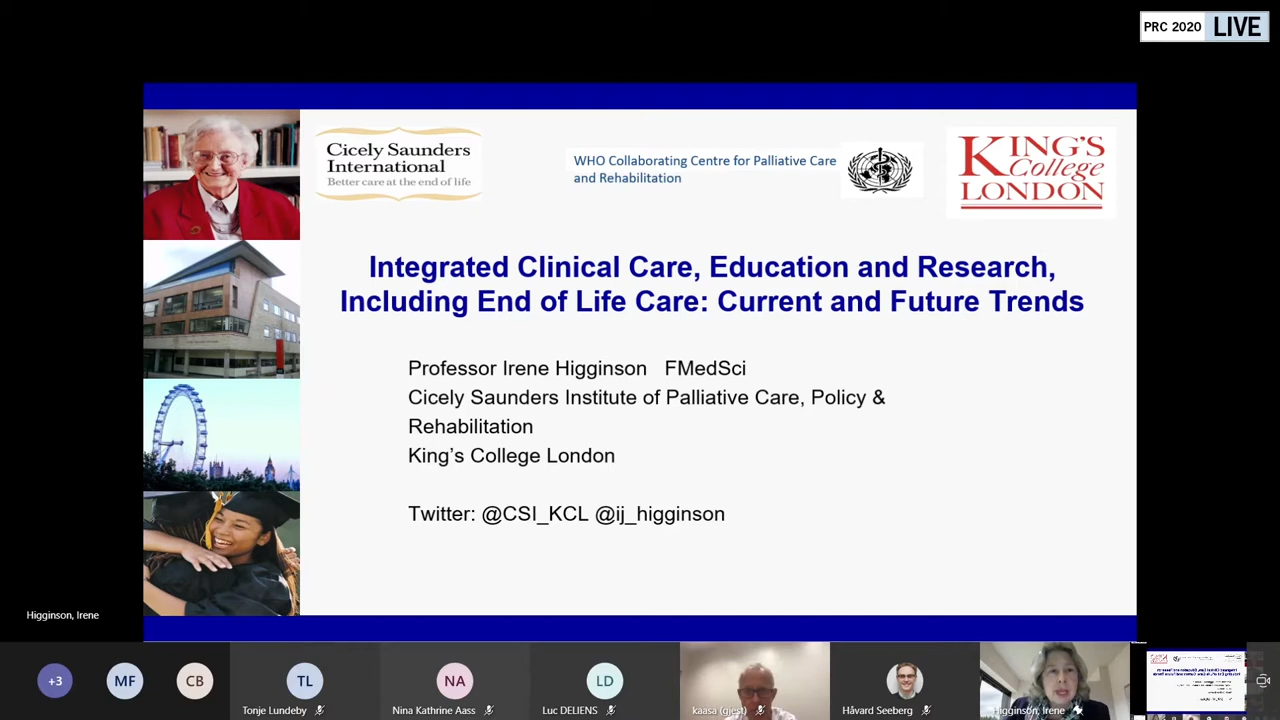 PRC 2020 LIVE
Cicely Saunders
International
Better care at the end of life
WHO Collaborating Centre for Palliative Care
and Rehabilitation
KING'S
College
LONDON
Integrated Clinical Care, Education and Research,
Including End of Life Care: Current and Future Trends
Professor Irene Higginson FMedSci
Cicely Saunders Institute of Palliative Care, Policy &
Rehabilitation
King's College London
Twitter: @CSI_KCL @ij_higginson
Higginson, Irene
+3
MF
CB
TL
NA
LD
Tonje Lundeby
Nina Kathrine Aass
Luc DELIENS
kaasa (gjest)
Håvard Seeberg
Higginson, Irene